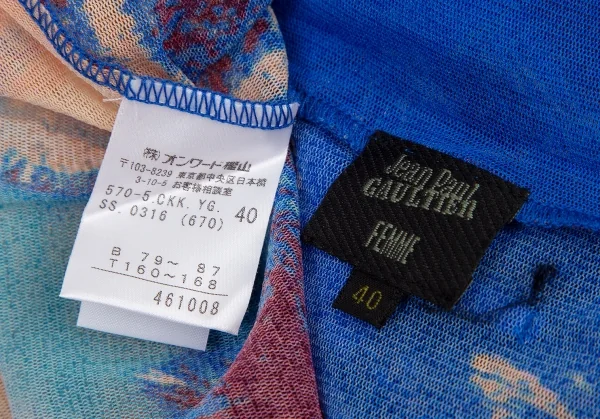 (株)オンワード樫山
〒103-8239 東京都中央区日本橋
3-10-5 お客様相談室
570-5.CKK.YG.
SS.0316 (670) 40
B 79~ 87
T160~168
461008
Jean Paul
GAULTIER
FEMME
40